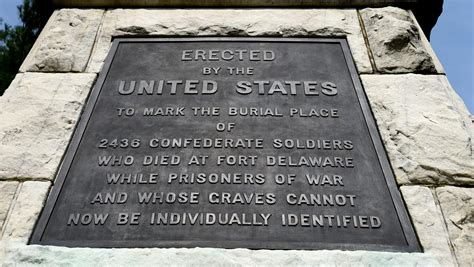 ERECTED
BY THE
UNITED STATES
TO MARK THE BURIAL PLACE
OF
2436 CONFEDERATE SOLDIERS
WHO DIED AT FORT DELAWARE
WHILE PRISONERS OF WAR
AND WHOSE GRAVES CANNOT
NOW BE INDIVIDUALLY IDENTIFIED